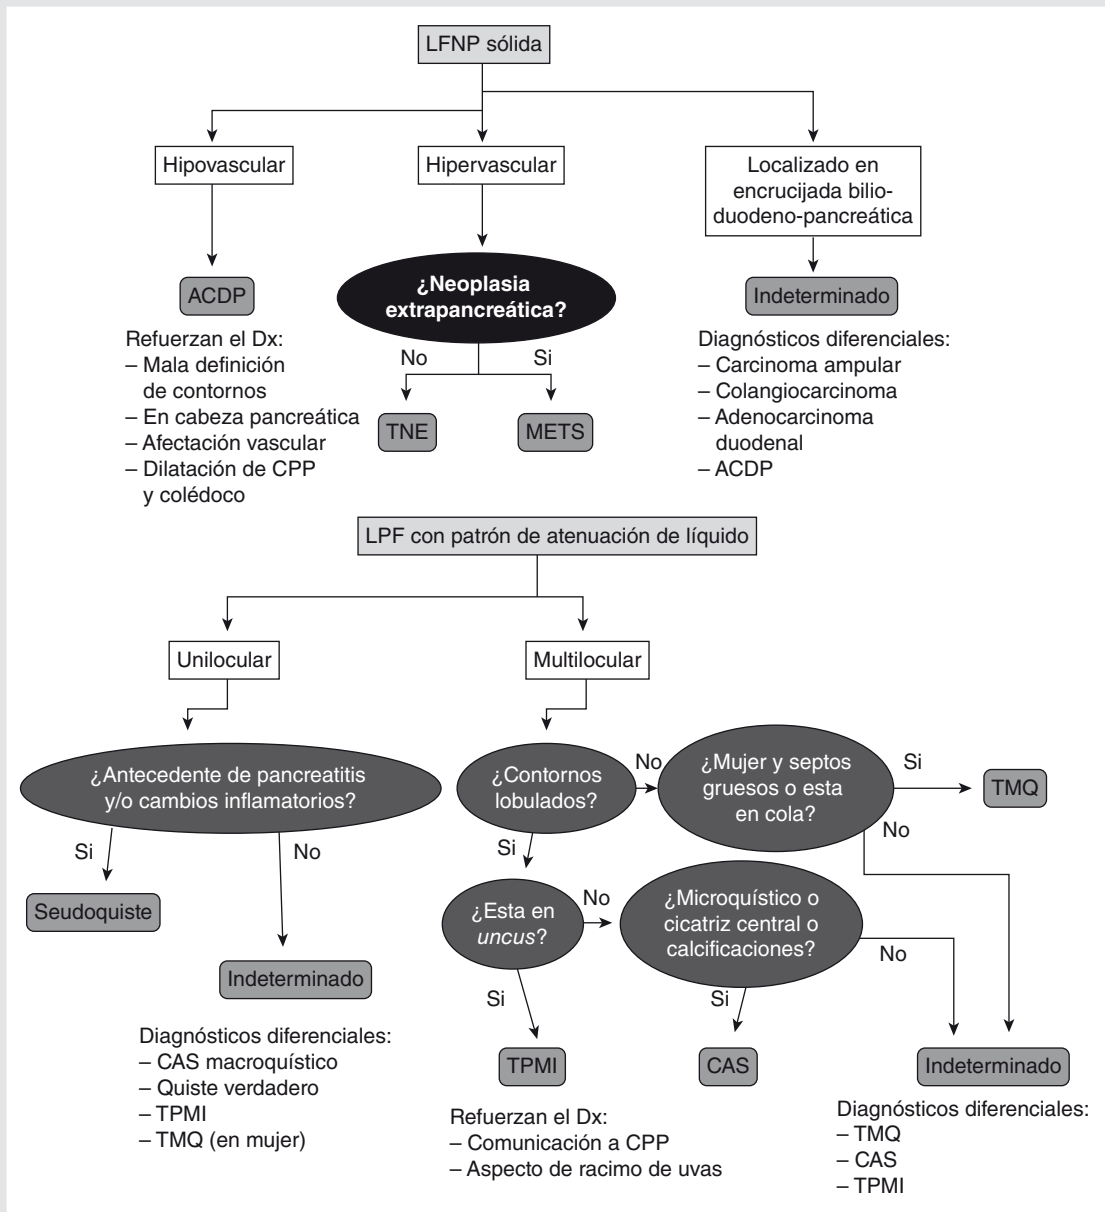 LFNP sólida
Hipovascular
Hipervascular
Localizado en
encrucijada bilio-
duodeno-pancreática
ACDP
¿Neoplasia
extrapancreática?
Indeterminado
Refuerzan el Dx:
– Mala definición
de contornos
– En cabeza pancreática
– Afectación vascular
– Dilatación de CPP
y colédoco
No
Si
TNE
METS
Diagnósticos diferenciales:
– Carcinoma ampular
– Colangiocarcinoma
– Adenocarcinoma
duodenal
– ACDP
LPF con patrón de atenuación de líquido
Unilocular
Multilocular
¿Antecedente de pancreatitis
y/o cambios inflamatorios?
¿Contornos
lobulados?
No
¿Mujer y septos
gruesos o esta
en cola?
Si
TMQ
No
Si
No
Si
Seudoquiste
¿Esta en
uncus?
No
¿Microquístico o
cicatriz central o
calcificaciones?
No
Indeterminado
Si
Si
Diagnósticos diferenciales:
– CAS macroquístico
– Quiste verdadero
– TPMI
– TMQ (en mujer)
TPMI
CAS
Indeterminado
Refuerzan el Dx:
– Comunicación a CPP
– Aspecto de racimo de uvas
Diagnósticos diferenciales:
– TMQ
– CAS
– TPMI